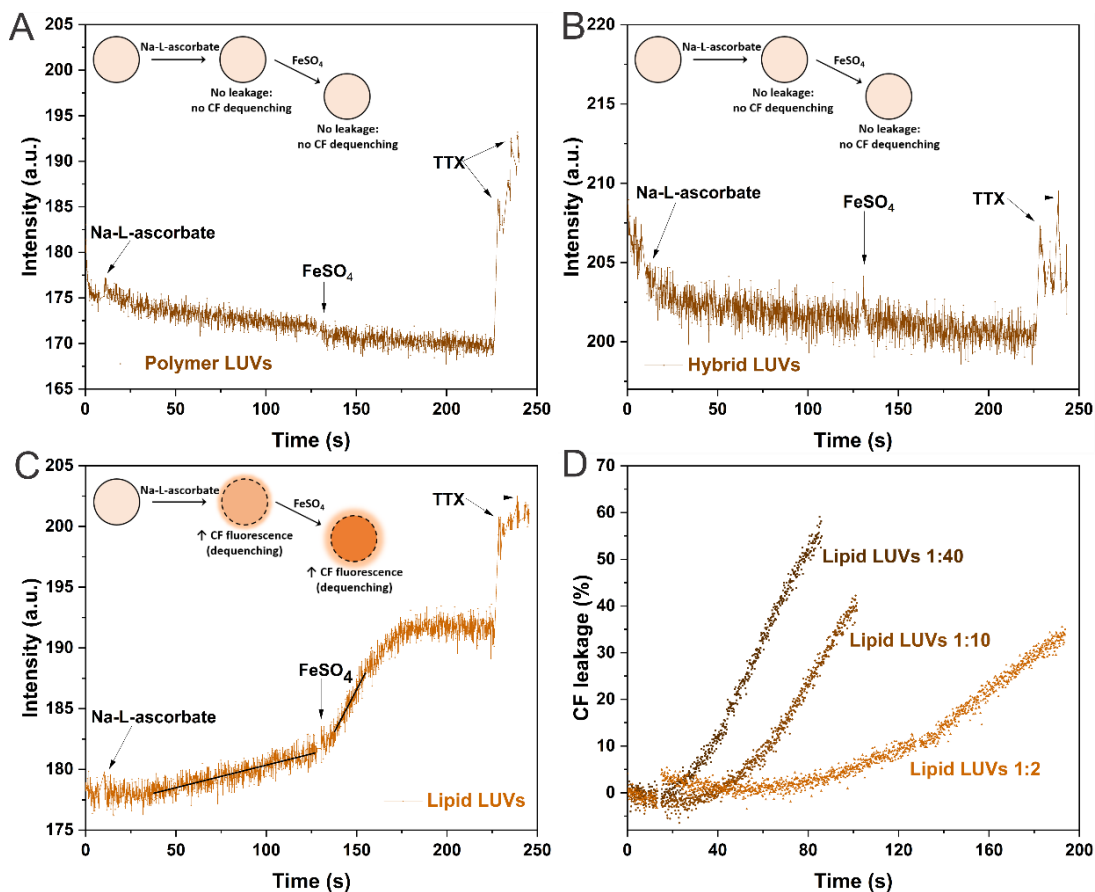 A
205
200
195
190
185
180
175
170
165
0
50
100
150
200
250
Intensity (a.u.)
Time (s)
Na-L-ascorbate
FeSO₄
No leakage:
no CF dequenching
No leakage:
no CF dequenching
TTX
Na-L-ascorbate
FeSO₄
Polymer LUVs
B
220
215
210
205
200
0
50
100
150
200
250
Intensity (a.u.)
Time (s)
Na-L-ascorbate
FeSO₄
No leakage:
no CF dequenching
No leakage:
no CF dequenching
Na-L-ascorbate
FeSO₄
TTX
Hybrid LUVs
C
205
200
195
190
185
180
175
0
50
100
150
200
250
Intensity (a.u.)
Time (s)
Na-L-ascorbate
FeSO₄
↑ CF fluorescence
(dequenching)
↑ CF fluorescence
(dequenching)
TTX
FeSO₄
Na-L-ascorbate
Lipid LUVs
D
70
60
50
40
30
20
10
0
0
40
80
120
160
200
CF leakage (%)
Time (s)
Lipid LUVs 1:40
Lipid LUVs 1:10
Lipid LUVs 1:2